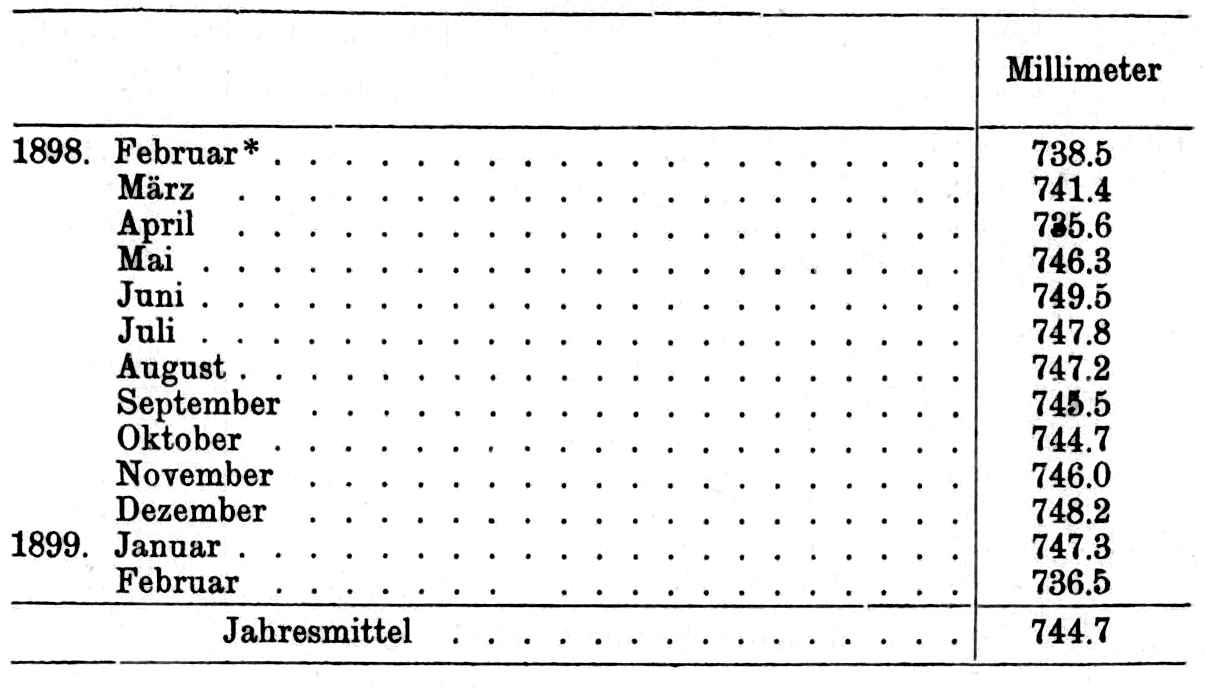 Millimeter
1898. Februar* . . . . . . . . . . . . . . . . . . . . 738.5
März . . . . . . . . . . . . . . . . . . . . . 741.4
April . . . . . . . . . . . . . . . . . . . . . 735.6
Mai . . . . . . . . . . . . . . . . . . . . . . 746.3
Juni . . . . . . . . . . . . . . . . . . . . . . 749.5
Juli . . . . . . . . . . . . . . . . . . . . . . 747.8
August . . . . . . . . . . . . . . . . . . . . . 747.2
September . . . . . . . . . . . . . . . . . . . 745.5
Oktober . . . . . . . . . . . . . . . . . . . . 744.7
November . . . . . . . . . . . . . . . . . . . 746.0
Dezember . . . . . . . . . . . . . . . . . . . 748.2
1899. Januar . . . . . . . . . . . . . . . . . . . . . 747.3
Februar . . . . . . . . . . . . . . . . . . . 736.5
Jahresmittel . . . . . . . . . . . . . . . 744.7